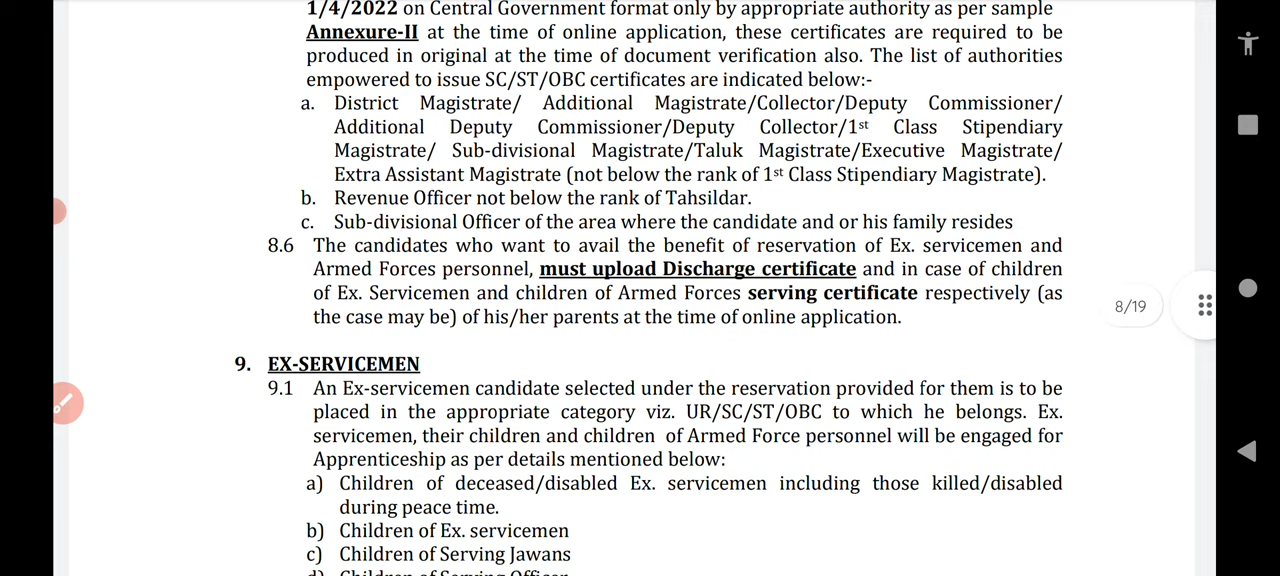 1/4/2022 on Central Government format only by appropriate authority as per sample
Annexure-II at the time of online application, these certificates are required to be
produced in original at the time of document verification also. The list of authorities
empowered to issue SC/ST/OBC certificates are indicated below:-
a. District Magistrate/ Additional Magistrate/Collector/Deputy Commissioner/
Additional Deputy Commissioner/Deputy Collector/1st Class Stipendiary
Magistrate/ Sub-divisional Magistrate/Taluk Magistrate/Executive Magistrate/
Extra Assistant Magistrate (not below the rank of 1st Class Stipendiary Magistrate).
b. Revenue Officer not below the rank of Tahsildar.
c. Sub-divisional Officer of the area where the candidate and or his family resides
8.6 The candidates who want to avail the benefit of reservation of Ex. servicemen and
Armed Forces personnel, must upload Discharge certificate and in case of children
of Ex. Servicemen and children of Armed Forces serving certificate respectively (as
the case may be) of his/her parents at the time of online application.
8/19
9. EX-SERVICEMEN
9.1 An Ex-servicemen candidate selected under the reservation provided for them is to be
placed in the appropriate category viz. UR/SC/ST/OBC to which he belongs. Ex.
servicemen, their children and children of Armed Force personnel will be engaged for
Apprenticeship as per details mentioned below:
a) Children of deceased/disabled Ex. servicemen including those killed/disabled
during peace time.
b) Children of Ex. servicemen
c) Children of Serving Jawans
d) Children of Serving Officer